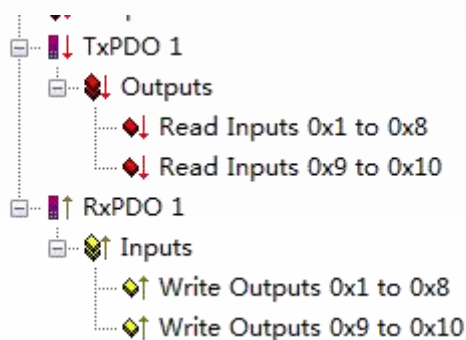 TxPDO 1
Outputs
Read Inputs 0x1 to 0x8
Read Inputs 0x9 to 0x10
RxPDO 1
Inputs
Write Outputs 0x1 to 0x8
Write Outputs 0x9 to 0x10